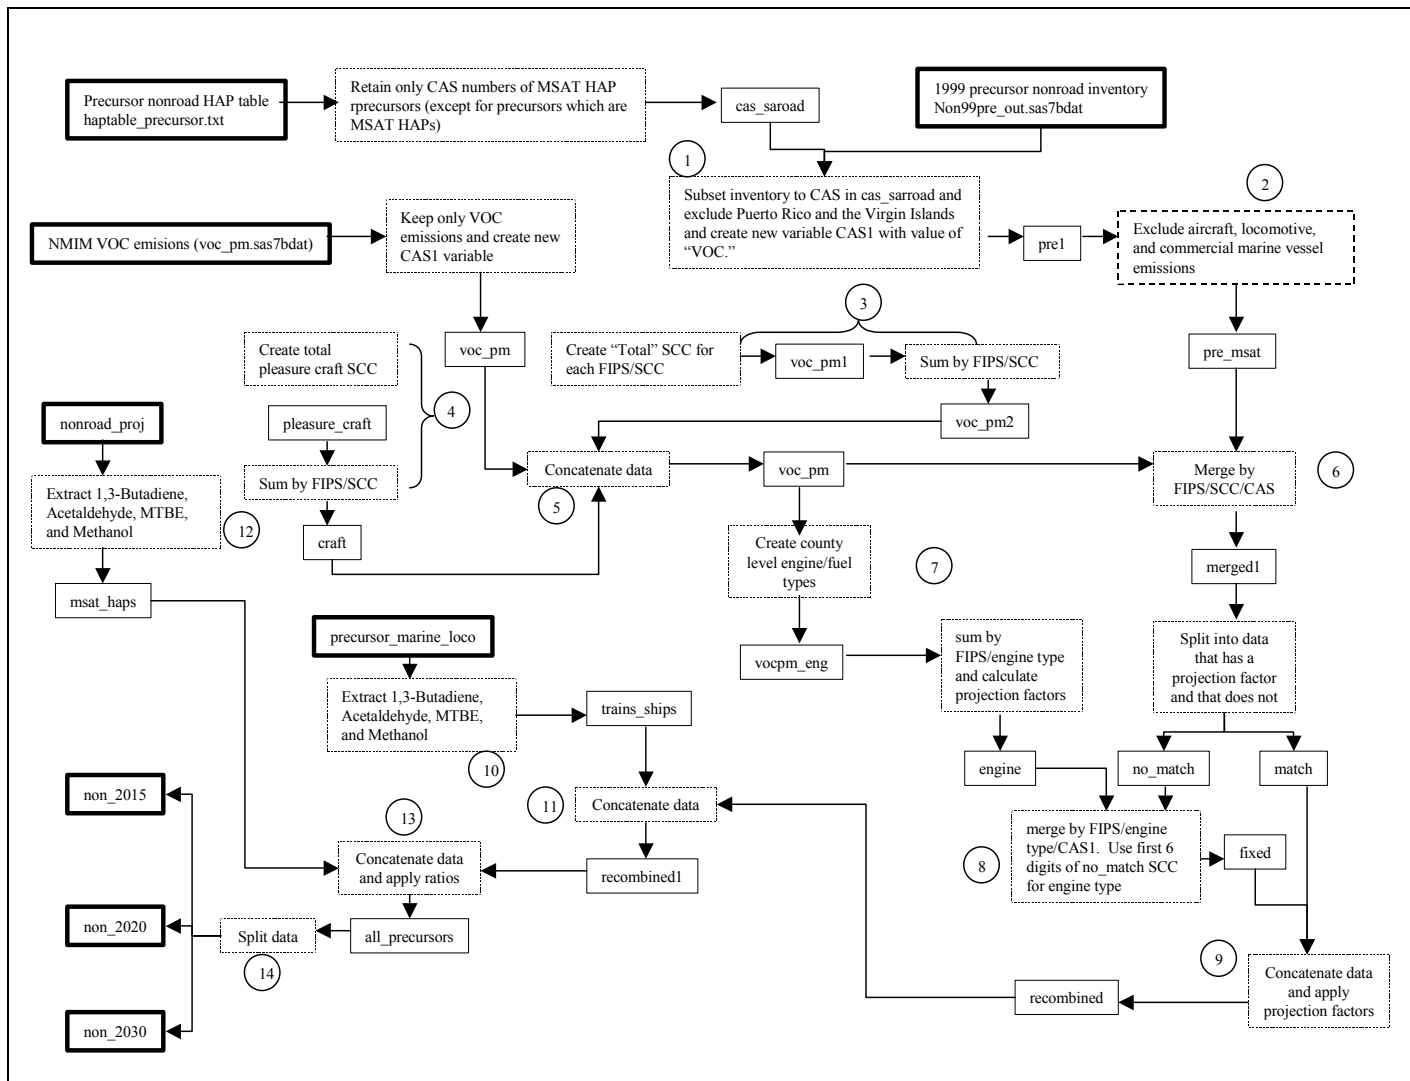 Precursor nonroad HAP table
haptable_precursor.txt
Retain only CAS numbers of MSAT HAP
rprecursors (except for precursors which are
MSAT HAPs)
cas_saroad
1999 precursor nonroad inventory
Non99pre_out.sas7bdat
1
Subset inventory to CAS in cas_sarroad and
exclude Puerto Rico and the Virgin Islands
and create new variable CAS1 with value of
“VOC.”
2
NMIM VOC emisions (voc_pm.sas7bdat)
Keep only VOC
emissions and create new
CAS1 variable
pre1
Exclude aircraft, locomotive,
and commercial marine vessel
emissions
3
Create total
pleasure craft SCC
voc_pm
Create “Total” SCC for
each FIPS/SCC
voc_pm1
Sum by FIPS/SCC
pre_msat
4
nonroad_proj
pleasure_craft
voc_pm2
Sum by FIPS/SCC
Concatenate data
5
voc_pm
Merge by
FIPS/SCC/CAS
6
Extract 1,3-Butadiene,
Acetaldehyde, MTBE,
and Methanol
12
craft
Create county
level engine/fuel
types
7
merged1
msat_haps
precursor_marine_loco
vocpm_eng
sum by
FIPS/engine type
and calculate
projection factors
Split into data
that has a
projection factor
and that does not
Extract 1,3-Butadiene,
Acetaldehyde, MTBE,
and Methanol
10
trains_ships
engine
no_match
match
non_2015
11
Concatenate data
13
Concatenate data
and apply ratios
recombined1
8
merge by FIPS/engine
type/CAS1.  Use first 6
digits of no_match SCC
for engine type
fixed
non_2020
Split data
14
all_precursors
9
Concatenate data
and apply
projection factors
recombined
non_2030